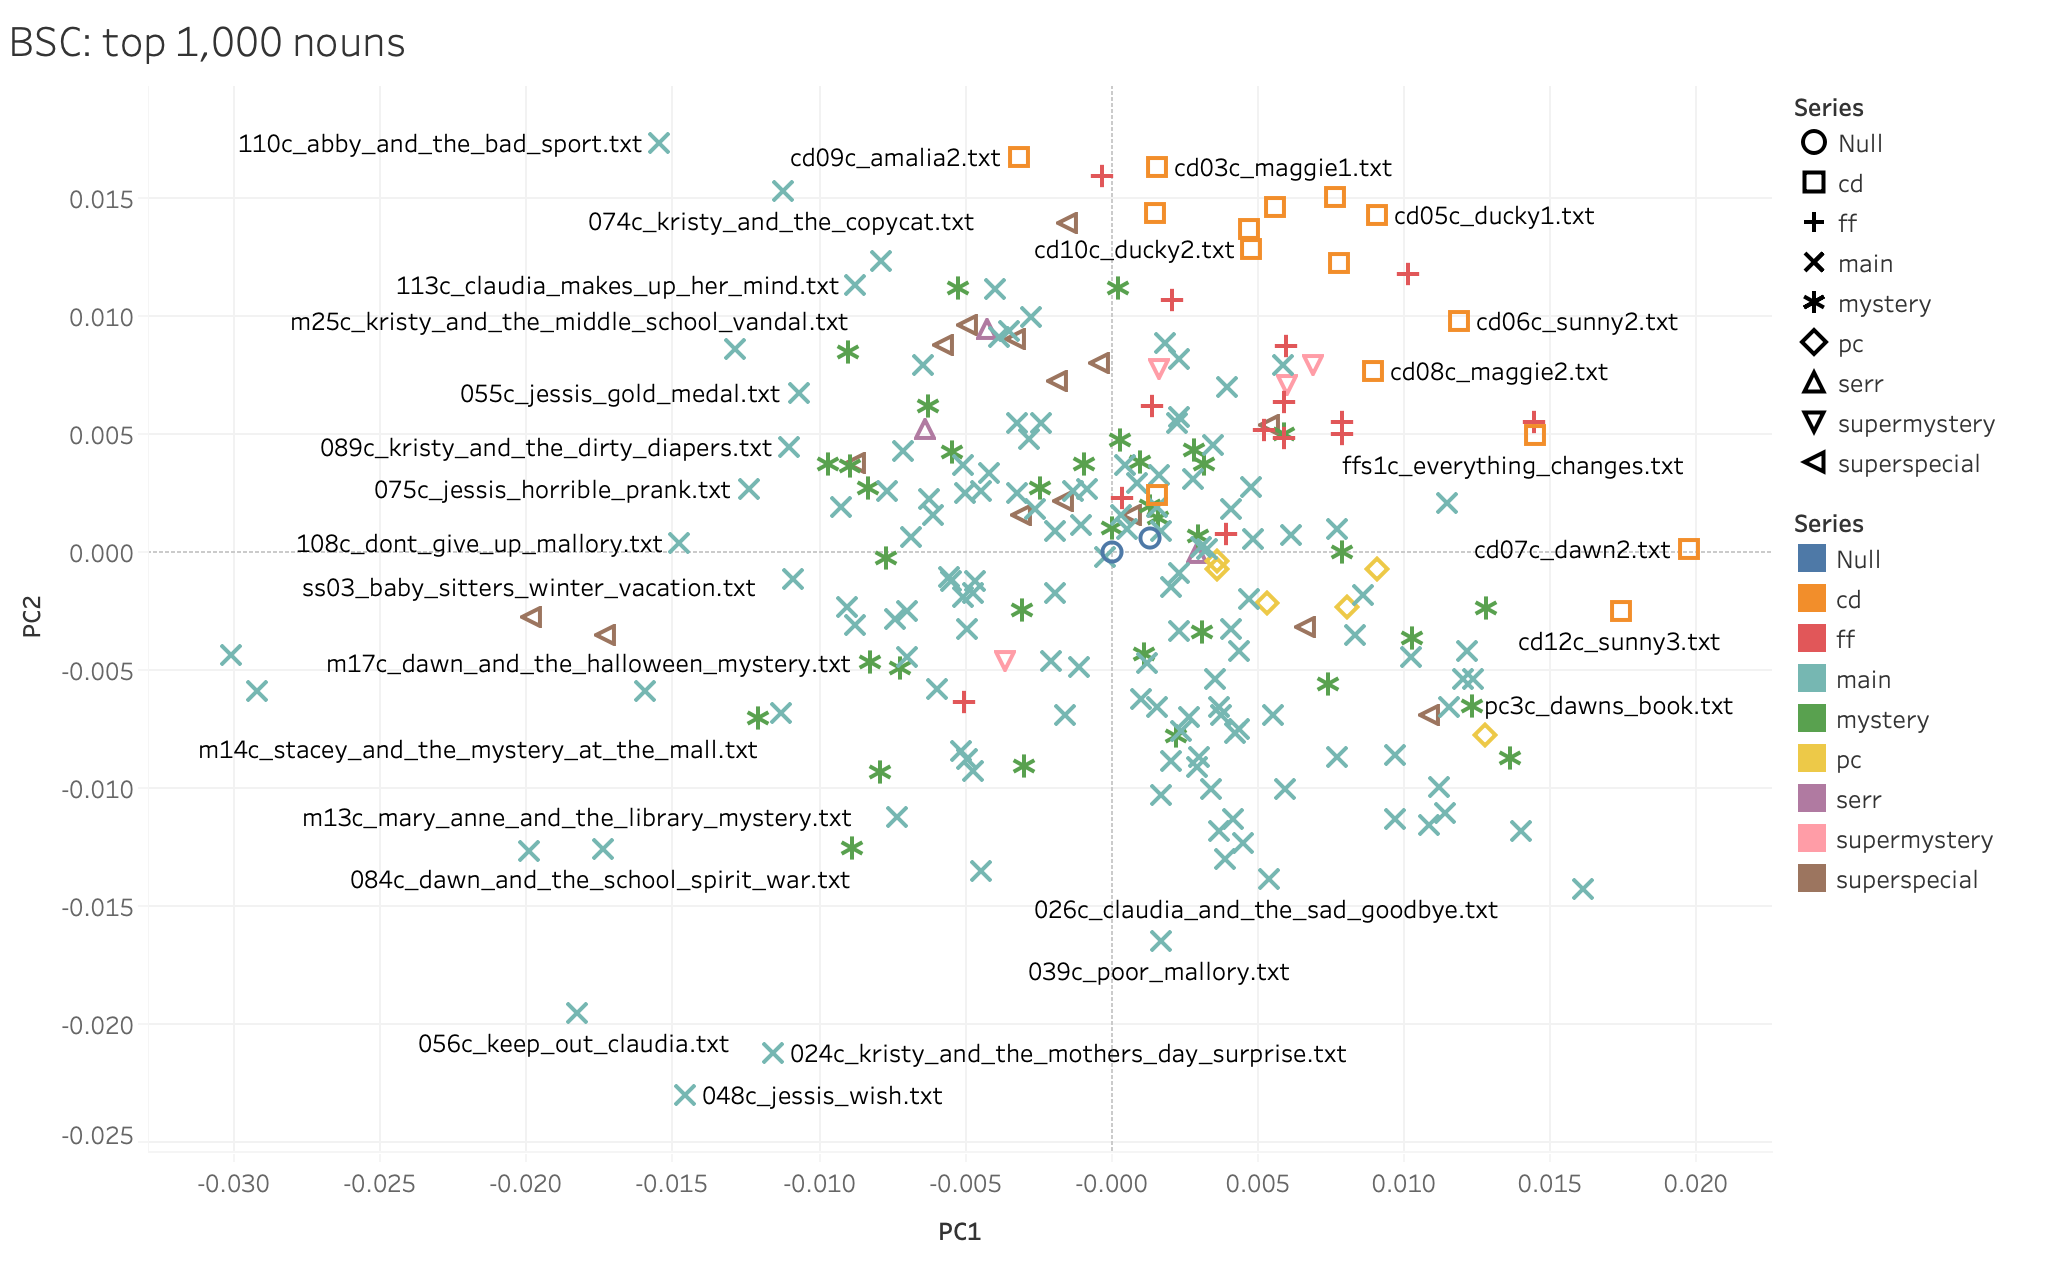 BSC: top 1,000 nouns
110c_abby_and_the_bad_sport.txt
cd09c_amalia2.txt
cd03c_maggie1.txt
074c_kristy_and_the_copycat.txt
cd05c_ducky1.txt
cd10c_ducky2.txt
113c_claudia_makes_up_her_mind.txt
m25c_kristy_and_the_middle_school_vandal.txt
cd06c_sunny2.txt
cd08c_maggie2.txt
055c_jessis_gold_medal.txt
089c_kristy_and_the_dirty_diapers.txt
ffs1c_everything_changes.txt
075c_jessis_horrible_prank.txt
108c_dont_give_up_mallory.txt
cd07c_dawn2.txt
ss03_baby_sitters_winter_vacation.txt
cd12c_sunny3.txt
m17c_dawn_and_the_halloween_mystery.txt
pc3c_dawns_book.txt
m14c_stacey_and_the_mystery_at_the_mall.txt
m13c_mary_anne_and_the_library_mystery.txt
084c_dawn_and_the_school_spirit_war.txt
026c_claudia_and_the_sad_goodbye.txt
039c_poor_mallory.txt
056c_keep_out_claudia.txt
024c_kristy_and_the_mothers_day_surprise.txt
048c_jessis_wish.txt
PC2
0.015
0.010
0.005
0.000
-0.005
-0.010
-0.015
-0.020
-0.025
-0.030
-0.025
-0.020
-0.015
-0.010
-0.005
-0.000
0.005
0.010
0.015
0.020
PC1
Series
Null
cd
ff
main
mystery
pc
serr
supermystery
superspecial
Series
Null
cd
ff
main
mystery
pc
serr
supermystery
superspecial